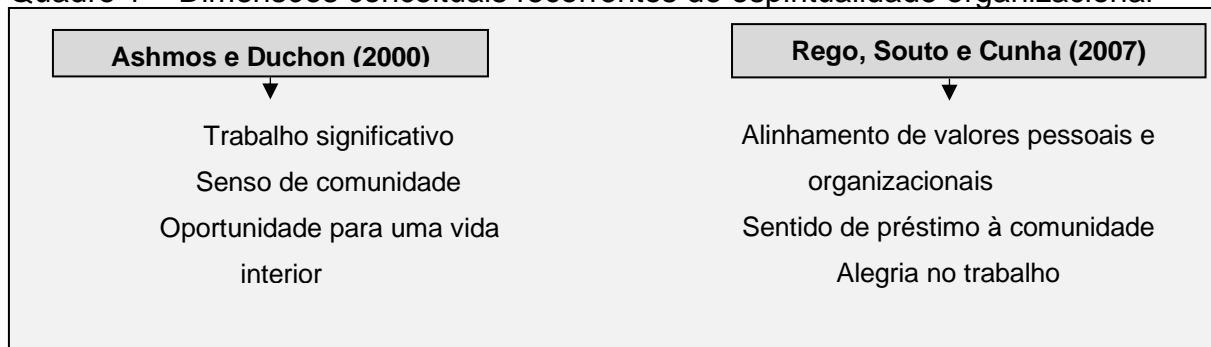 Quadro 1 – Dimensões conceituais recorrentes de espiritualidade organizacional
Ashmos e Duchon (2000)
Trabalho significativo
Senso de comunidade
Oportunidade para uma vida
interior
Rego, Souto e Cunha (2007)
Alinhamento de valores pessoais e
organizacionais
Sentido de préstimo à comunidade
Alegria no trabalho